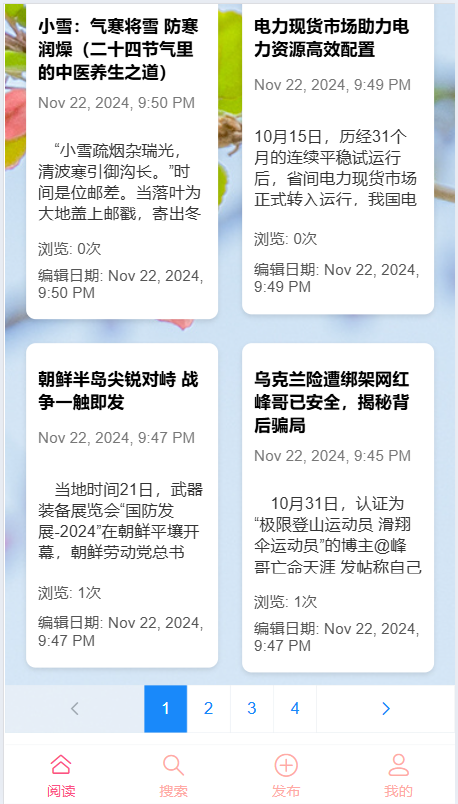 小雪：气寒将雪 防寒
润燥（二十四节气里
的中医养生之道）
Nov 22, 2024, 9:50 PM
“小雪疏烟杂瑞光，
清波寒引御沟长。”时
间是位邮差。当落叶为
大地盖上邮戳，寄出冬
浏览: 0次
编辑日期: Nov 22, 2024,
9:50 PM
电力现货市场助力电
力资源高效配置
Nov 22, 2024, 9:49 PM
10月15日，历经31个
月的连续平稳试运行
后，省间电力现货市场
正式转入运行，我国电
浏览: 0次
编辑日期: Nov 22, 2024,
9:49 PM
朝鲜半岛尖锐对峙 战
争一触即发
Nov 22, 2024, 9:47 PM
当地时间21日，武器
装备展览会“国防发
展-2024”在朝鲜平壤开
幕，朝鲜劳动党总书
浏览: 1次
编辑日期: Nov 22, 2024,
9:47 PM
乌克兰险遭绑架网红
峰哥已安全，揭秘背
后骗局
Nov 22, 2024, 9:45 PM
10月31日，认证为
“极限登山运动员 滑翔
伞运动员”的博主@峰
哥亡命天涯 发帖称自己
浏览: 1次
编辑日期: Nov 22, 2024,
9:47 PM
1 2 3 4
阅读 搜索 发布 我的